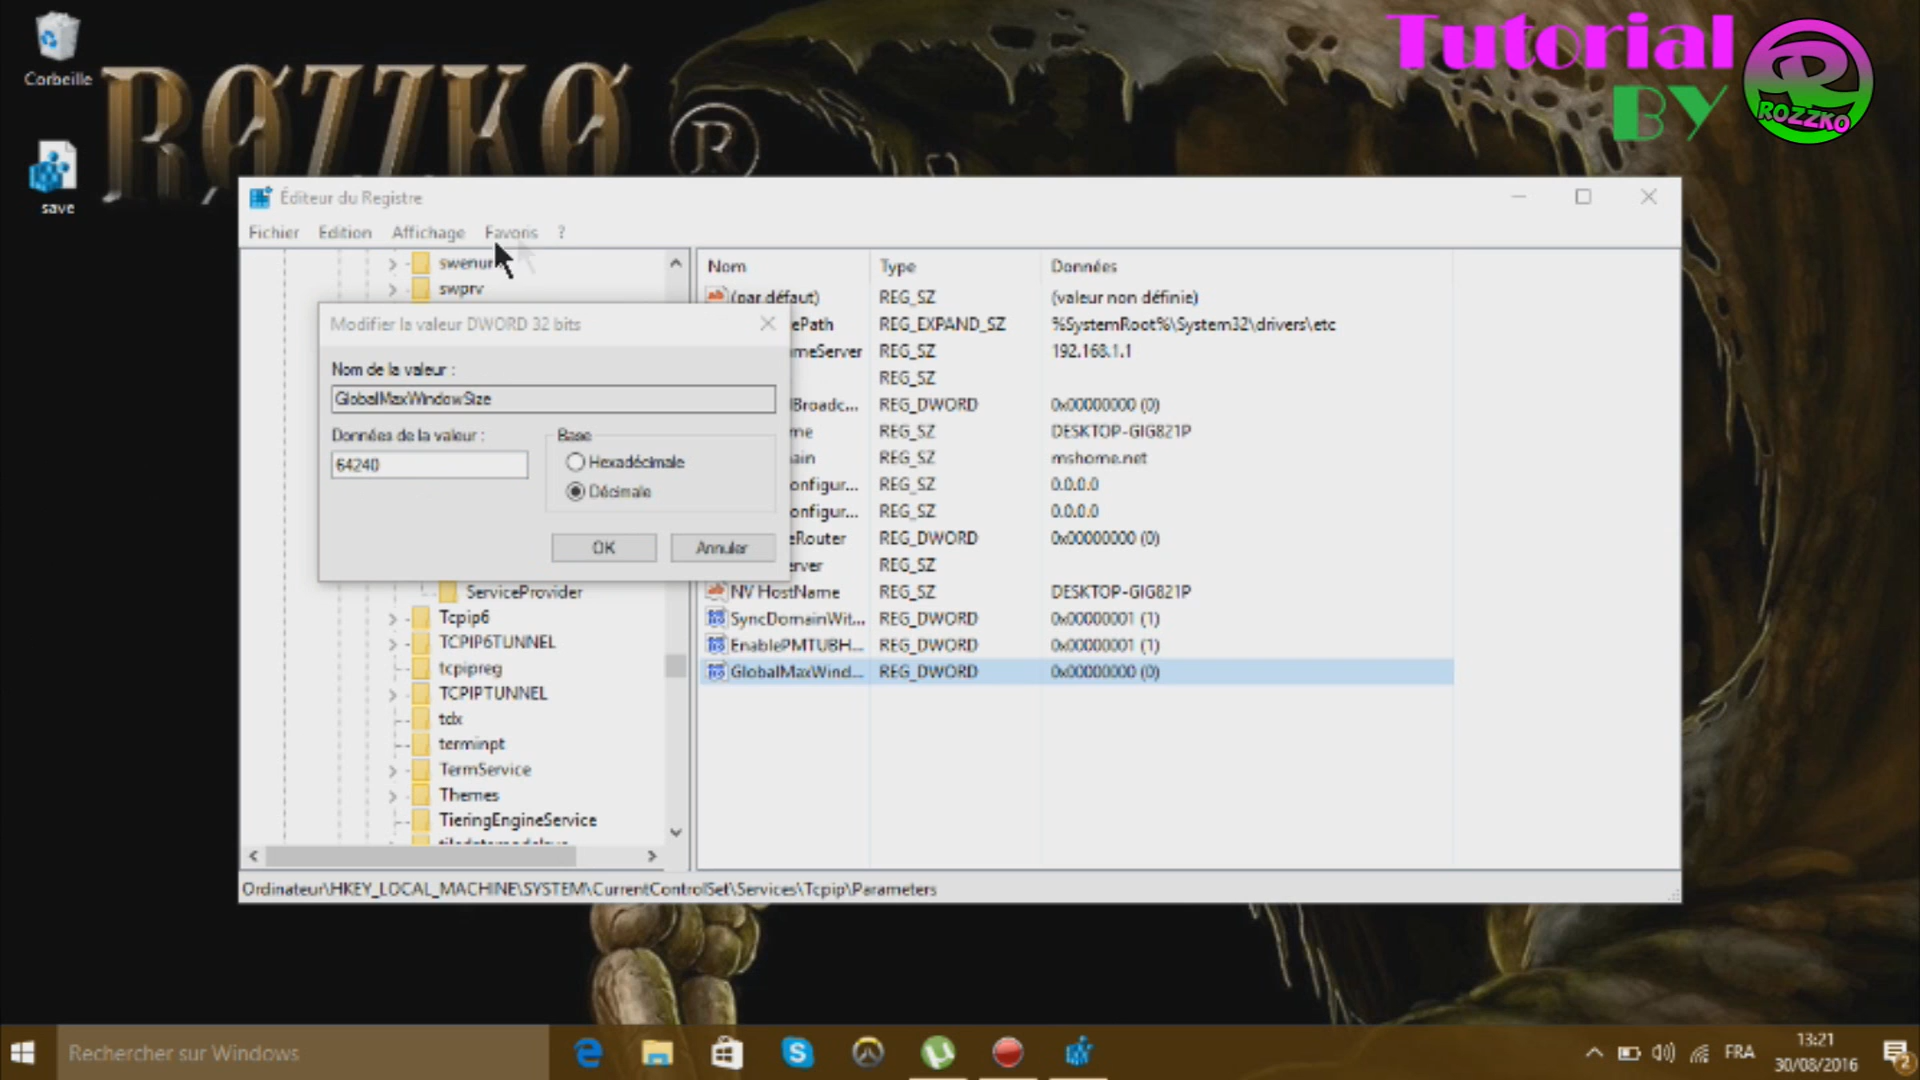 Tutorial
BY
ROZZKO
Corbeille
ROZZKO ®
save
Éditeur du Registre
Fichier Edition Affichage Favoris ?
swprv
Modifier la valeur DWORD 32 bits
Nom de la valeur :
GlobalMaxWindowSize
Données de la valeur :
64240
Base
Hexadécimale
Décimale
OK Annuler
ServiceProvider
Tcpip6
TCPIP6TUNNEL
tcpipreg
TCPIPTUNNEL
tdx
terminpt
TermService
Themes
TieringEngineService
Nom Type Données
(par défaut) REG_SZ (valeur non définie)
ePath REG_EXPAND_SZ %SystemRoot%\System32\drivers\etc
meServer REG_SZ 192.168.1.1
REG_SZ
Broadc... REG_DWORD 0x00000000 (0)
me REG_SZ DESKTOP-GIG821P
ain REG_SZ mshome.net
onfigur... REG_SZ 0.0.0.0
onfigur... REG_SZ 0.0.0.0
eRouter REG_DWORD 0x00000000 (0)
erver REG_SZ
NV HostName REG_SZ DESKTOP-GIG821P
SyncDomainWit... REG_DWORD 0x00000001 (1)
EnablePMTUBH... REG_DWORD 0x00000001 (1)
GlobalMaxWind... REG_DWORD 0x00000000 (0)
Ordinateur\HKEY_LOCAL_MACHINE\SYSTEM\CurrentControlSet\Services\Tcpip\Parameters
Rechercher sur Windows
FRA
13:21
30/08/2016
2